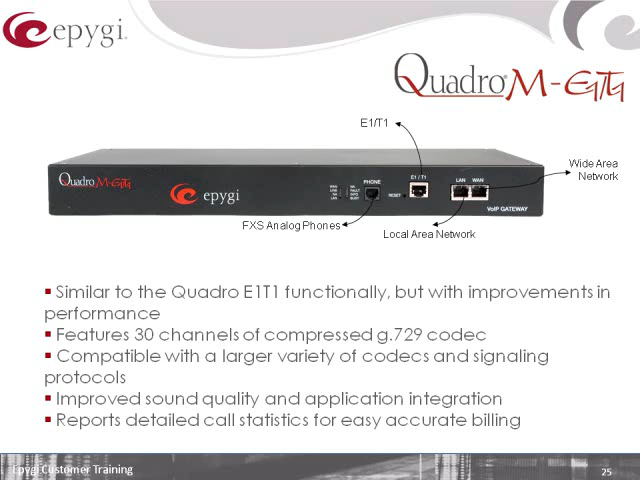 epygi
Quadro M-E1T1
E1/T1
Wide Area
Network
Quadro M-E1T1
epygi
PHONE
RESET
E1 / T1
LAN WAN
VoIP GATEWAY
FXS Analog Phones
Local Area Network
▪ Similar to the Quadro E1T1 functionally, but with improvements in
performance
▪ Features 30 channels of compressed g.729 codec
▪ Compatible with a larger variety of codecs and signaling
protocols
▪ Improved sound quality and application integration
▪ Reports detailed call statistics for easy accurate billing
Epygi Customer Training
25